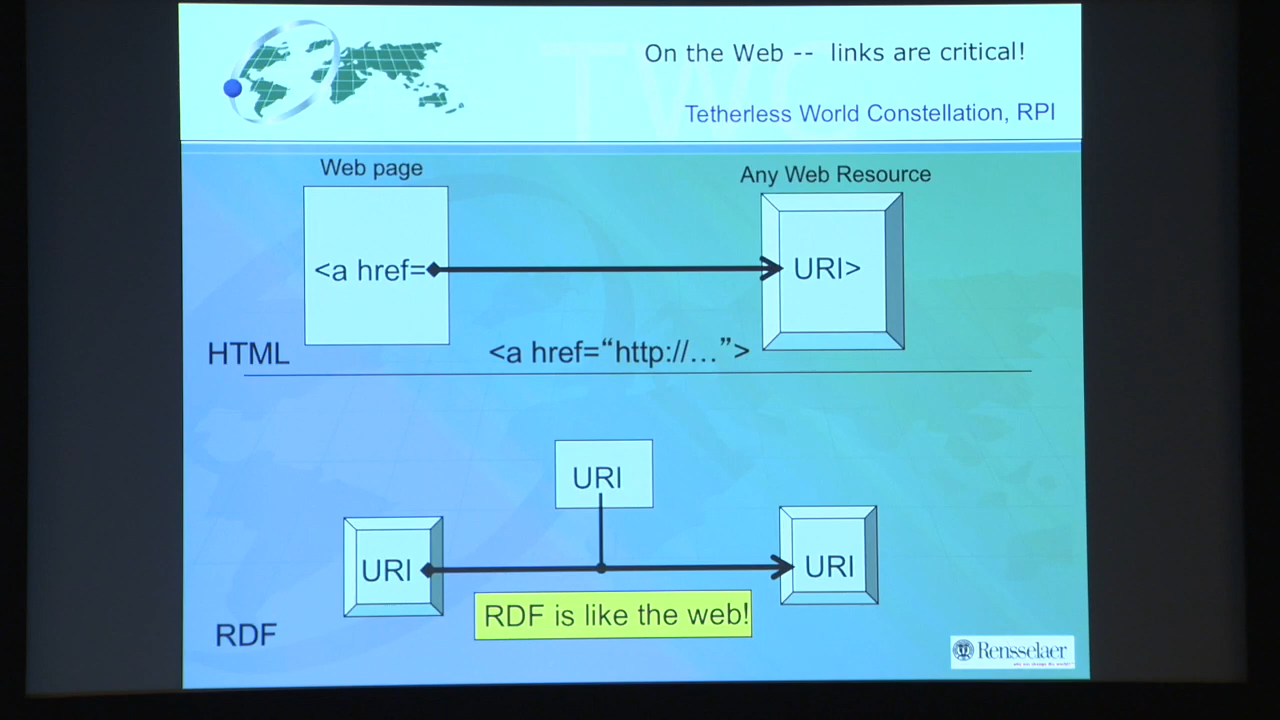 On the Web -- links are critical!
Tetherless World Constellation, RPI
Web page
Any Web Resource
<a href=
URI>
HTML
<a href=“http://…”>
URI
URI
URI
RDF is like the web!
RDF
Rensselaer